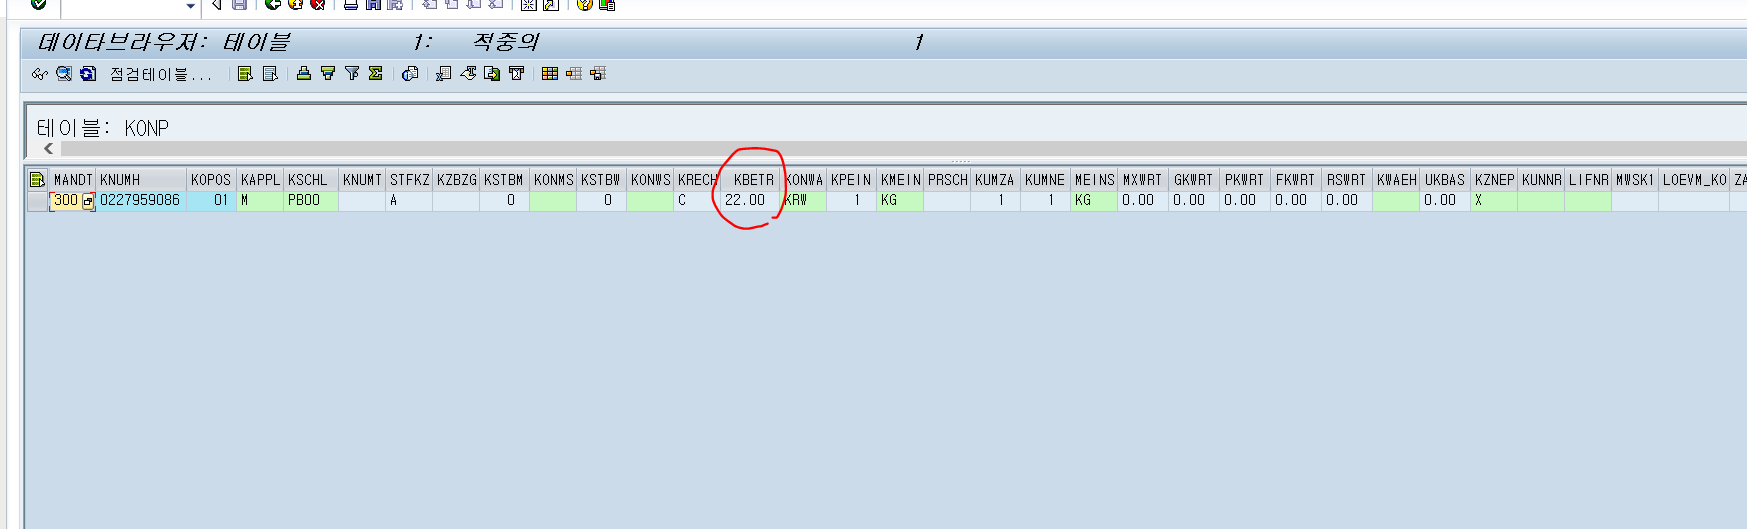 데이타브라우저: 테이블 1: 적중의 1
점검테이블...
테이블: KONP
MANDT KNUMH KOPOS KAPPL KSCHL KNUMT STFKZ KZBZG KSTBM KONMS KSTBW KONWS KRECH KBETR KONWA KPEIN KMEIN PRSCH KUMZA KUMNE MEINS MXWRT GKWRT PKWRT FKWRT RSWRT KWAEH UKBAS KZNEP KUNNR LIFNR MWSK1 LOEVM_KO ZA
300 0227959086 01 M PB00 A 0 0 C 22.00 KRW 1 KG 1 1 KG 0.00 0.00 0.00 0.00 0.00 0.00 X